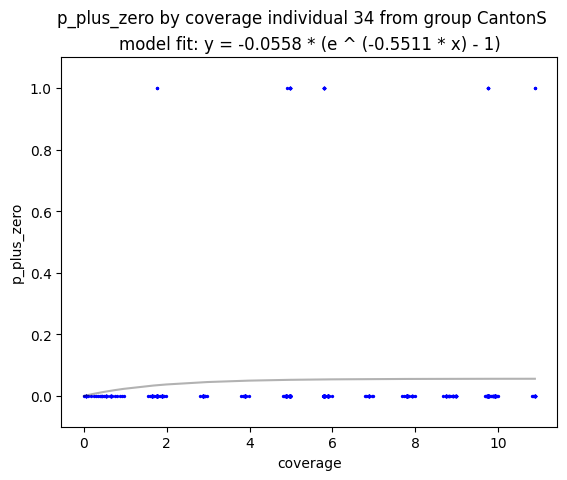 p_plus_zero by coverage individual 34 from group CantonS
model fit: y = -0.0558 * (e ^ (-0.5511 * x) - 1)
1.0
0.8
0.6
0.4
0.2
0.0
p_plus_zero
0 2 4 6 8 10
coverage